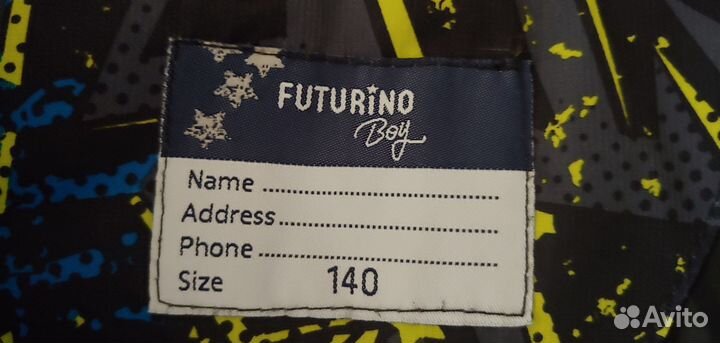 FUTURiNO
Boy
Name ................................
Address ................................
Phone ................................
Size 140
Avito